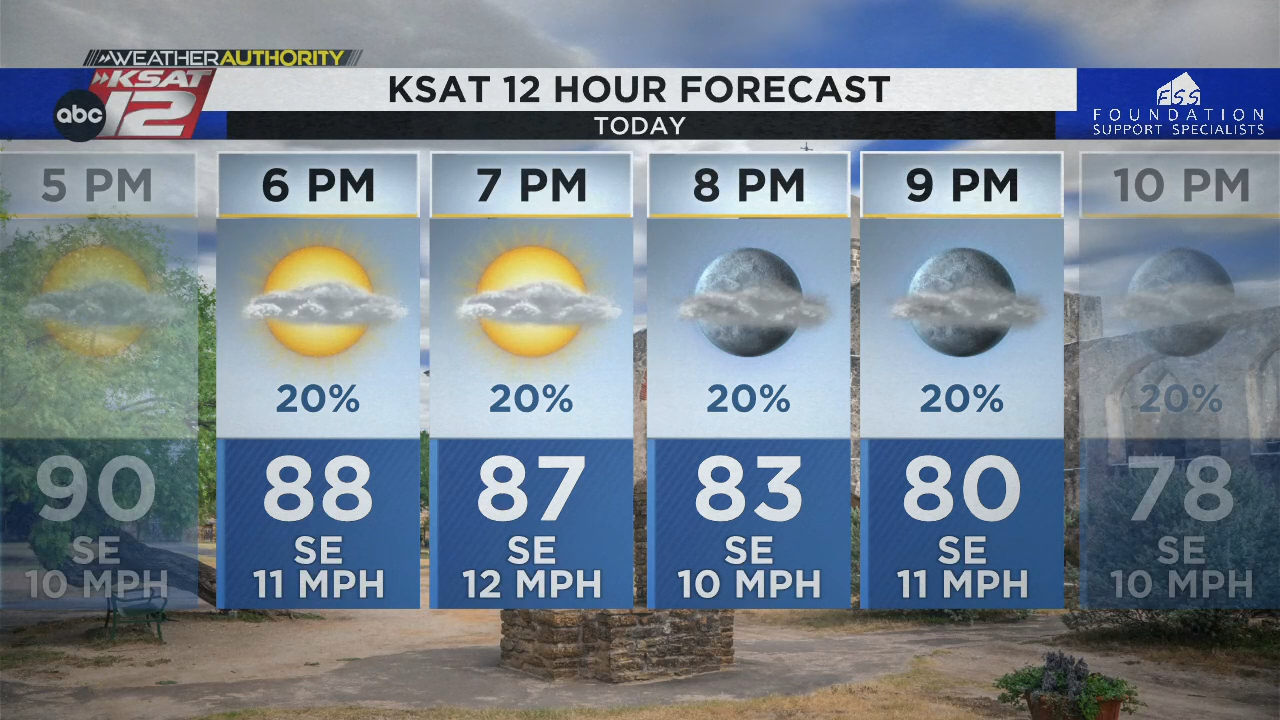 WEATHERAUTHORITY
KSAT
abc 12
KSAT 12 HOUR FORECAST
TODAY
FSS
FOUNDATION
SUPPORT SPECIALISTS
5 PM
90
SE
10 MPH
6 PM
20%
88
SE
11 MPH
7 PM
20%
87
SE
12 MPH
8 PM
20%
83
SE
10 MPH
9 PM
20%
80
SE
11 MPH
10 PM
20%
78
SE
10 MPH